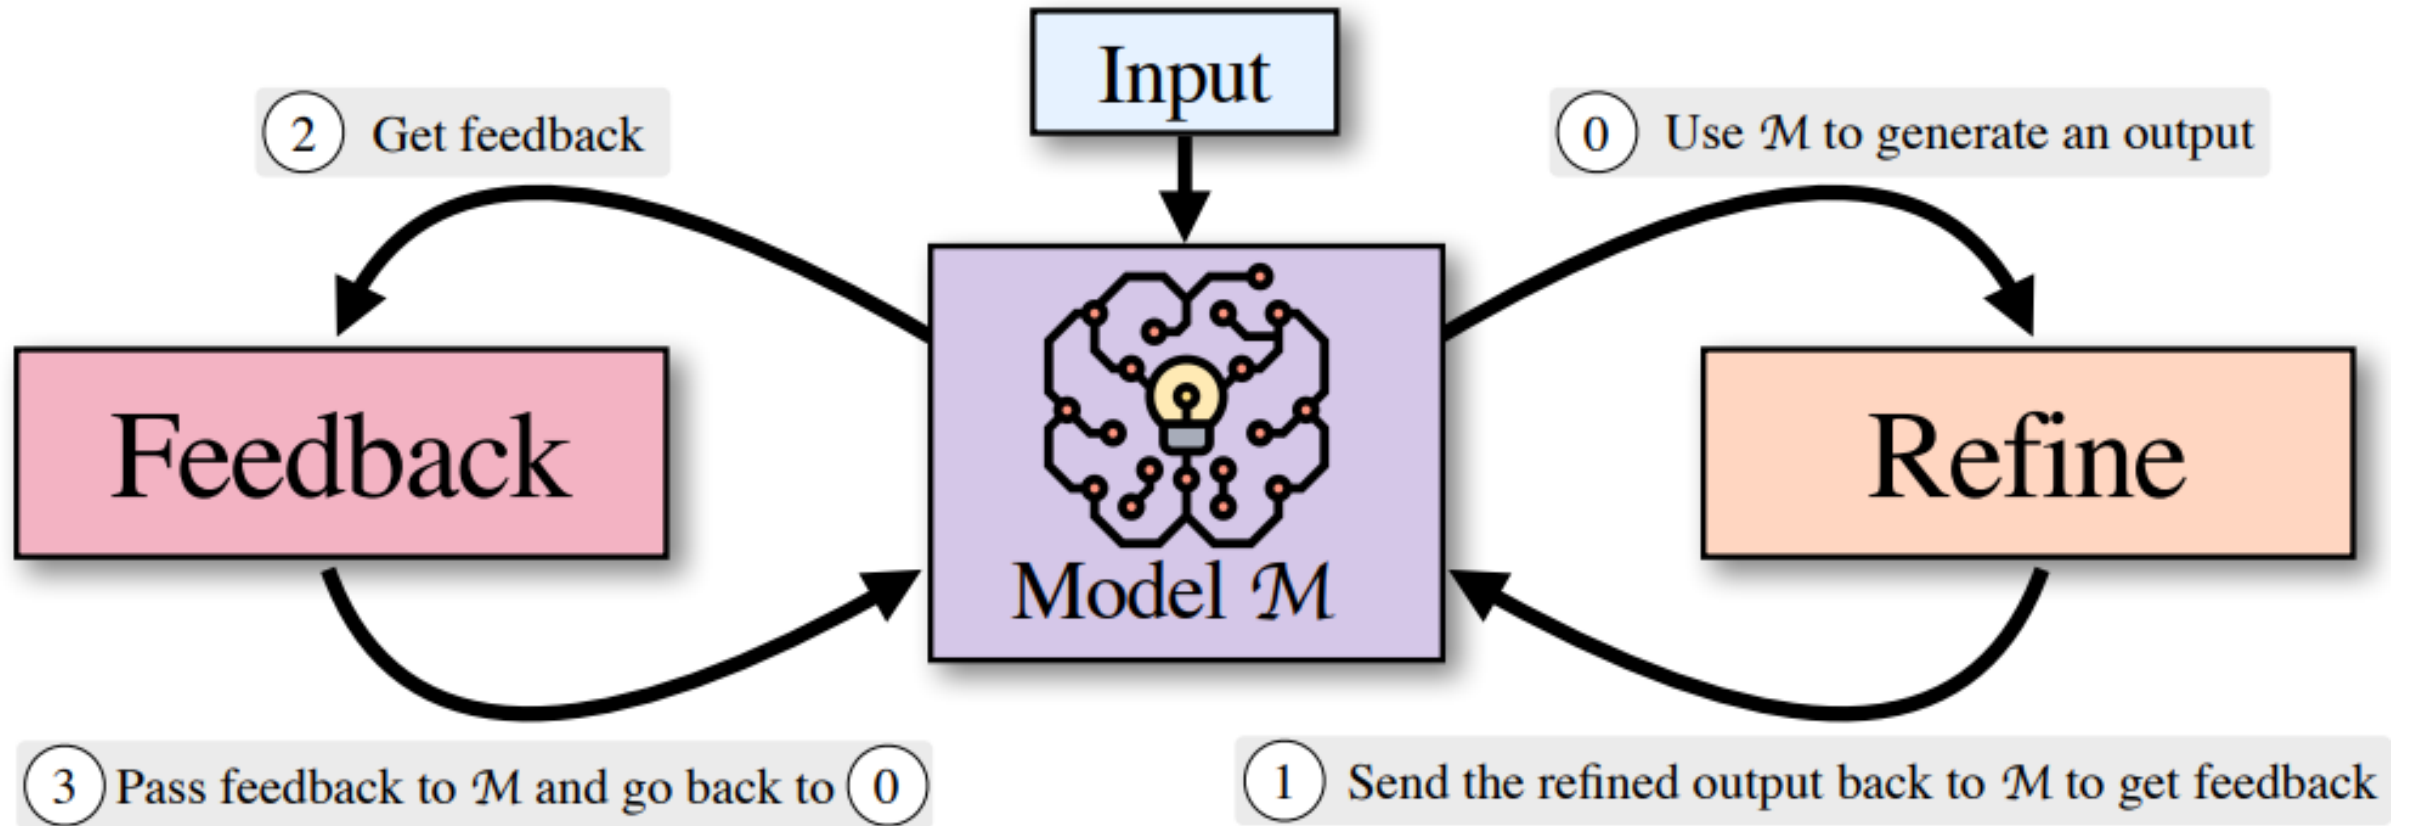 Input
2 Get feedback
0 Use ℳ to generate an output
Feedback
Model ℳ
Refine
3 Pass feedback to ℳ and go back to 0
1 Send the refined output back to ℳ to get feedback